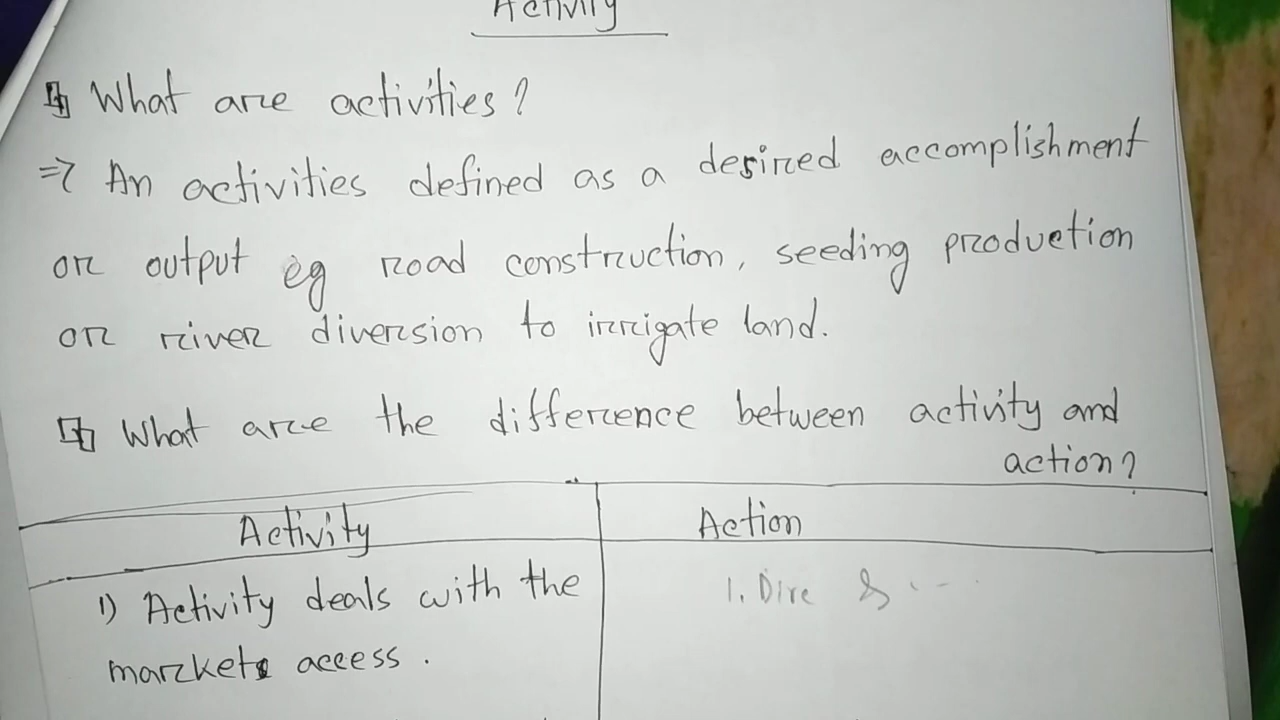 Activity
What are activities?
⇒ An activities defined as a desired accomplishment
or output eg road construction, seeding production
or river diversion to irrigate land.
What are the difference between activity and
action?
Activity Action
1) Activity deals with the 1. Dire
markets access.